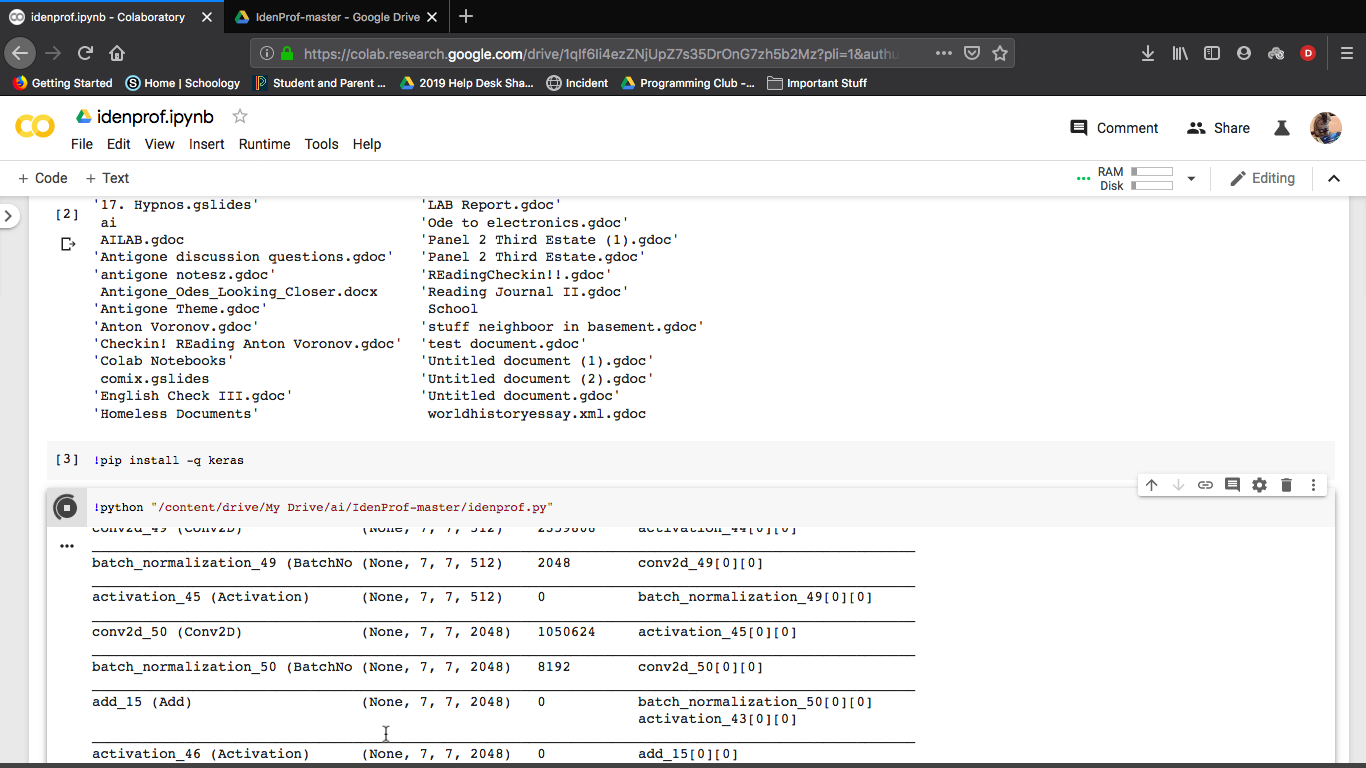 idenprof.ipynb - Colaboratory
IdenProf-master - Google Drive
https://colab.research.google.com/drive/1qIf6Ii4ezZNjUpZ7s35DrOnG7zh5b2Mz?pli=1&authu
D
Getting Started
Home | Schoology
Student and Parent ...
2019 Help Desk Sha...
Incident
Programming Club -...
Important Stuff
idenprof.ipynb
File Edit View Insert Runtime Tools Help
Comment
Share
+ Code + Text
RAM
Disk
Editing
[2]
'17. Hypnos.gslides' 'LAB Report.gdoc'
ai 'Ode to electronics.gdoc'
AILAB.gdoc 'Panel 2 Third Estate (1).gdoc'
'Antigone discussion questions.gdoc' 'Panel 2 Third Estate.gdoc'
'antigone notesz.gdoc' 'REadingCheckin!!.gdoc'
Antigone_Odes_Looking_Closer.docx 'Reading Journal II.gdoc'
'Antigone Theme.gdoc' School
'Anton Voronov.gdoc' 'stuff neighboor in basement.gdoc'
'Checkin! REading Anton Voronov.gdoc' 'test document.gdoc'
'Colab Notebooks' 'Untitled document (1).gdoc'
comix.gslides 'Untitled document (2).gdoc'
'English Check III.gdoc' 'Untitled document.gdoc'
'Homeless Documents' worldhistoryessay.xml.gdoc
[3] !pip install -q keras
!python "/content/drive/My Drive/ai/IdenProf-master/idenprof.py"
conv2d_49 (Conv2D) (None, 7, 7, 512) 2359808 activation_44[0][0]
batch_normalization_49 (BatchNo (None, 7, 7, 512) 2048 conv2d_49[0][0]
activation_45 (Activation) (None, 7, 7, 512) 0 batch_normalization_49[0][0]
conv2d_50 (Conv2D) (None, 7, 7, 2048) 1050624 activation_45[0][0]
batch_normalization_50 (BatchNo (None, 7, 7, 2048) 8192 conv2d_50[0][0]
add_15 (Add) (None, 7, 7, 2048) 0 batch_normalization_50[0][0]
activation_43[0][0]
activation_46 (Activation) (None, 7, 7, 2048) 0 add_15[0][0]